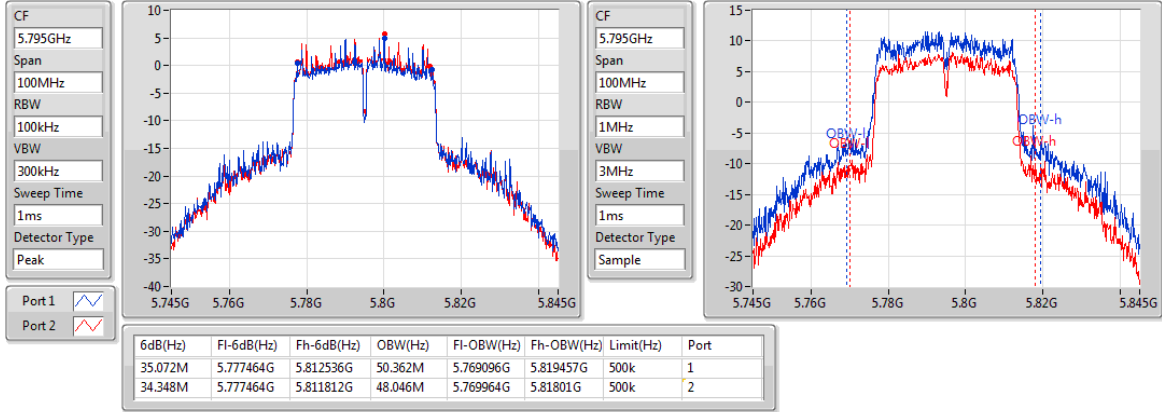 CF
5.795GHz
Span
100MHz
RBW
100kHz
VBW
300kHz
Sweep Time
1ms
Detector Type
Peak
Port 1
Port 2
10
5
0
-5
-10
-15
-20
-25
-30
-35
-40
5.745G 5.76G 5.78G 5.8G 5.82G 5.845G
CF
5.795GHz
Span
100MHz
RBW
1MHz
VBW
3MHz
Sweep Time
1ms
Detector Type
Sample
15
10
5
0
-5
-10
-15
-20
-25
-30
OBW-h
OBW-l
OBW-h
5.745G 5.76G 5.78G 5.8G 5.82G 5.845G
6dB(Hz) Fl-6dB(Hz) Fh-6dB(Hz) OBW(Hz) Fl-OBW(Hz) Fh-OBW(Hz) Limit(Hz) Port
35.072M 5.777464G 5.812536G 50.362M 5.769096G 5.819457G 500k 1
34.348M 5.777464G 5.811812G 48.046M 5.769964G 5.81801G 500k 2